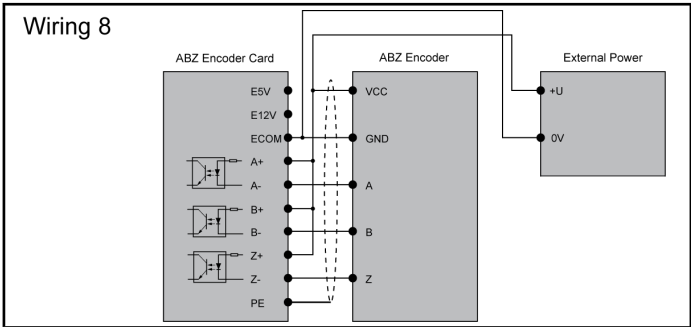 Wiring 8
ABZ Encoder Card
ABZ Encoder
External Power
E5V
VCC
+U
E12V
ECOM
GND
0V
A+
A-
A
B+
B-
B
Z+
Z-
Z
PE